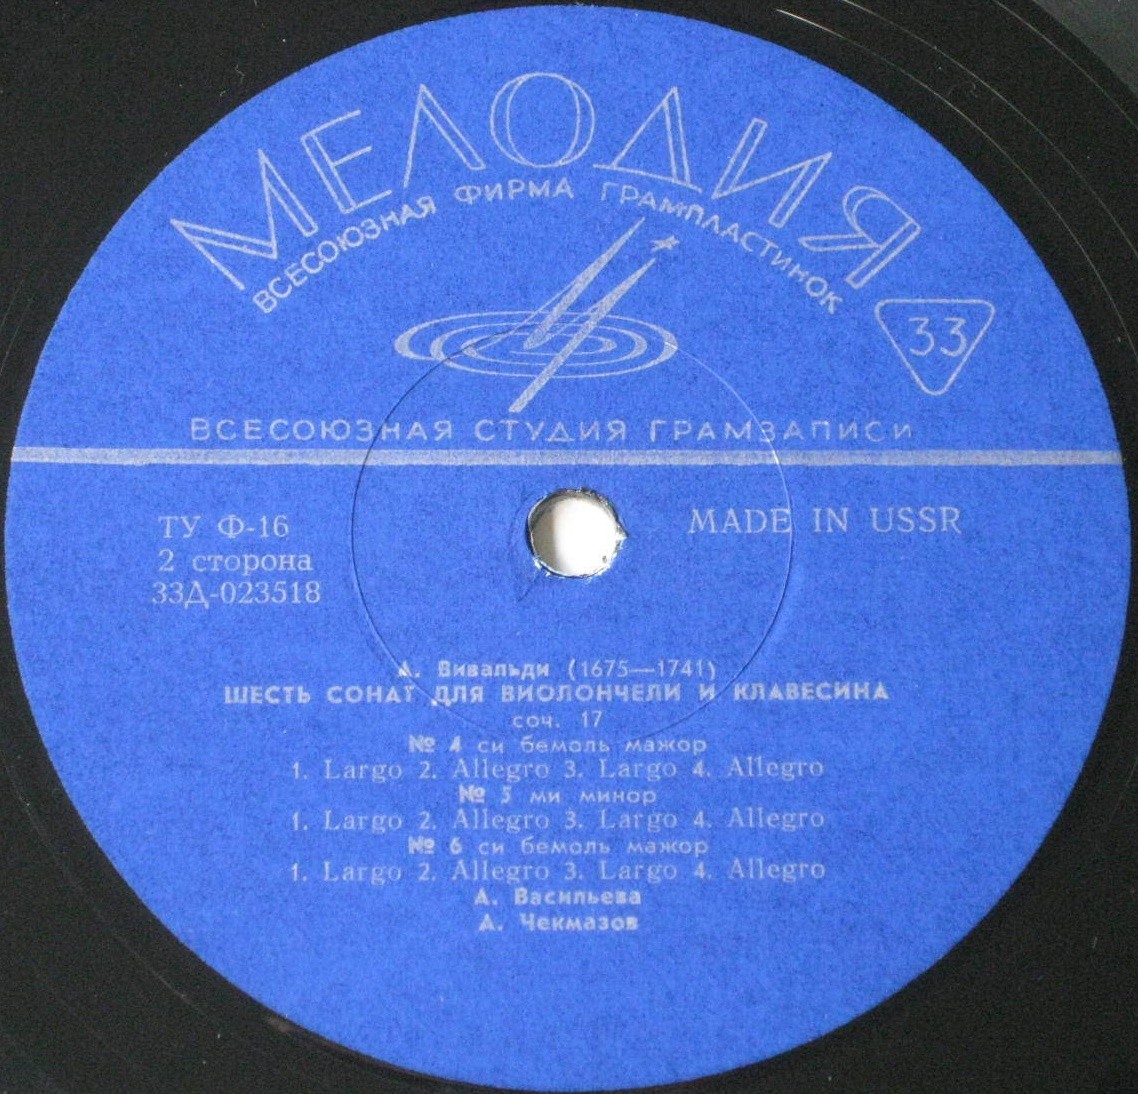 МЕЛОДИЯ
ВСЕСОЮЗНАЯ ФИРМА ГРАМПЛАСТИНОК
33
ВСЕСОЮЗНАЯ СТУДИЯ ГРАМЗАПИСИ
ТУ Ф-16
MADE IN USSR
2 сторона
33Д-023518
А. Вивальди (1675—1741)
ШЕСТЬ СОНАТ ДЛЯ ВИОЛОНЧЕЛИ И КЛАВЕСИНА
соч. 17
№ 4 си бемоль мажор
1. Largo 2. Allegro 3. Largo 4. Allegro
№ 5 ми минор
1. Largo 2. Allegro 3. Largo 4. Allegro
№ 6 си бемоль мажор
1. Largo 2. Allegro 3. Largo 4. Allegro
А. Васильева
А. Чекмазов